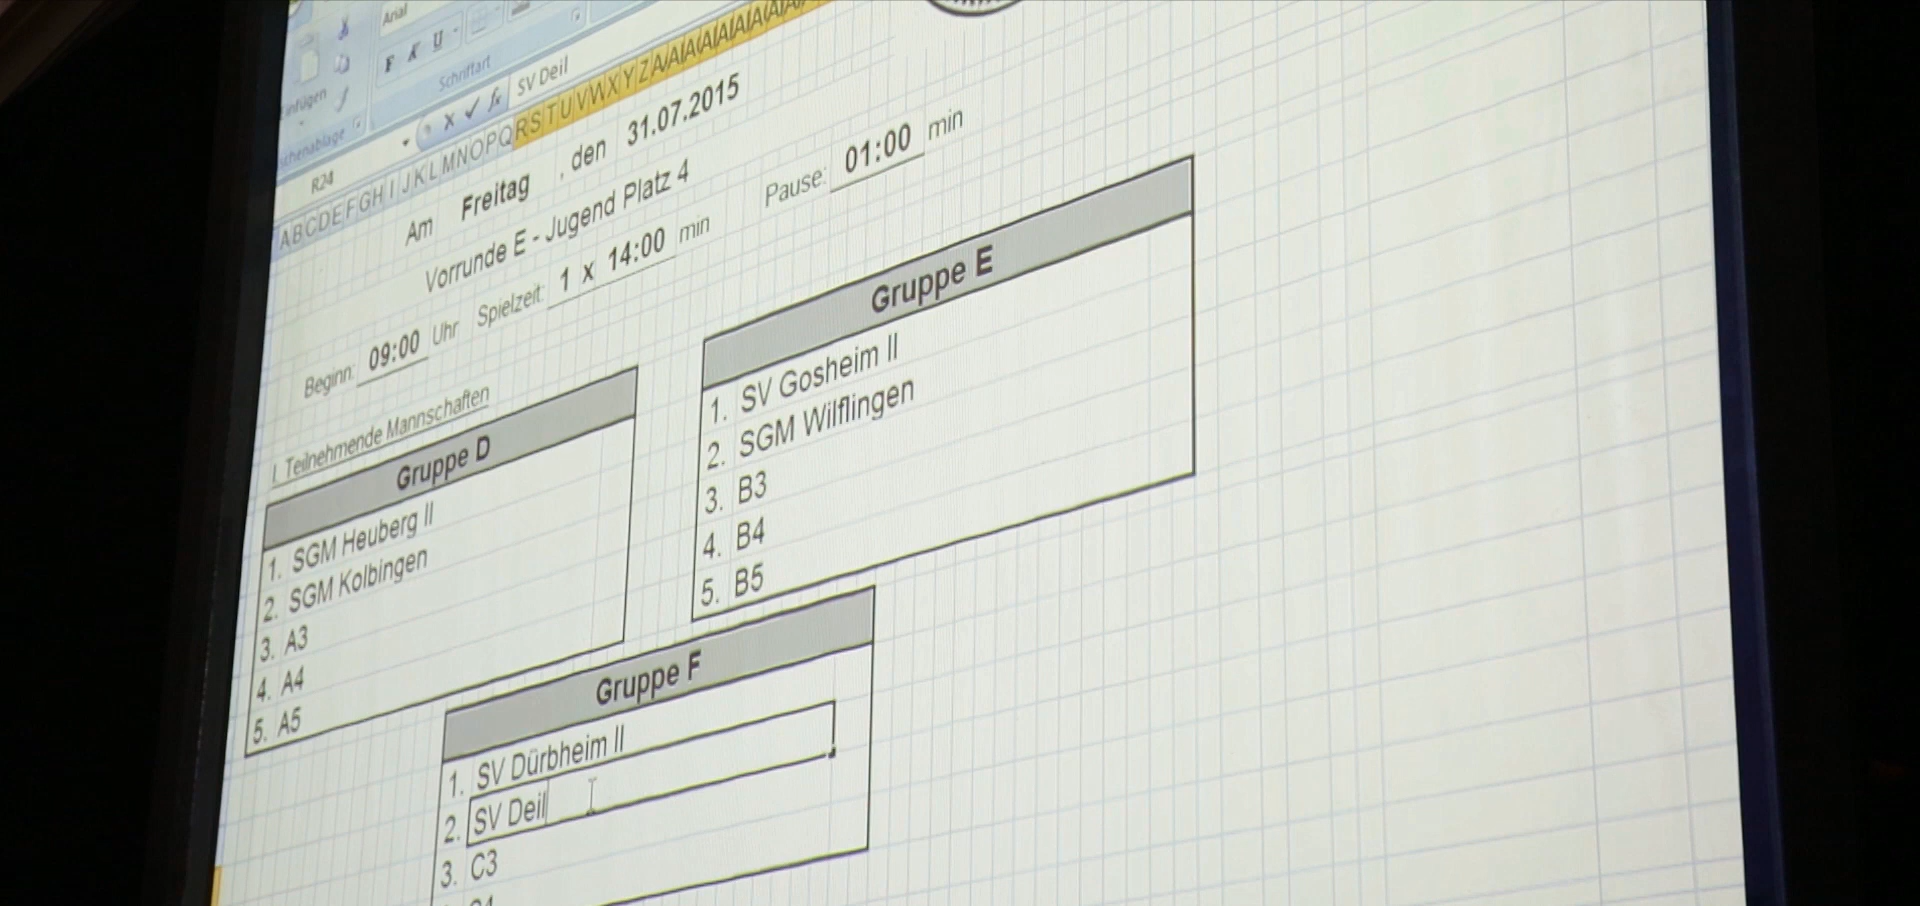 Arial
F K U
Einfügen
Schriftart
R24
SV Deil
A B C D E F G H I J K L M N O P Q R S T U V W X Y Z
Am Freitag , den 31.07.2015
Vorrunde E - Jugend Platz 4
Beginn: 09:00 Uhr Spielzeit: 1 x 14:00 min Pause: 01:00 min
I. Teilnehmende Mannschaften
Gruppe D
1. SGM Heuberg II
2. SGM Kolbingen
3. A3
4. A4
5. A5
Gruppe E
1. SV Gosheim II
2. SGM Wilflingen
3. B3
4. B4
5. B5
Gruppe F
1. SV Dürbheim II
2. SV Deil
3. C3